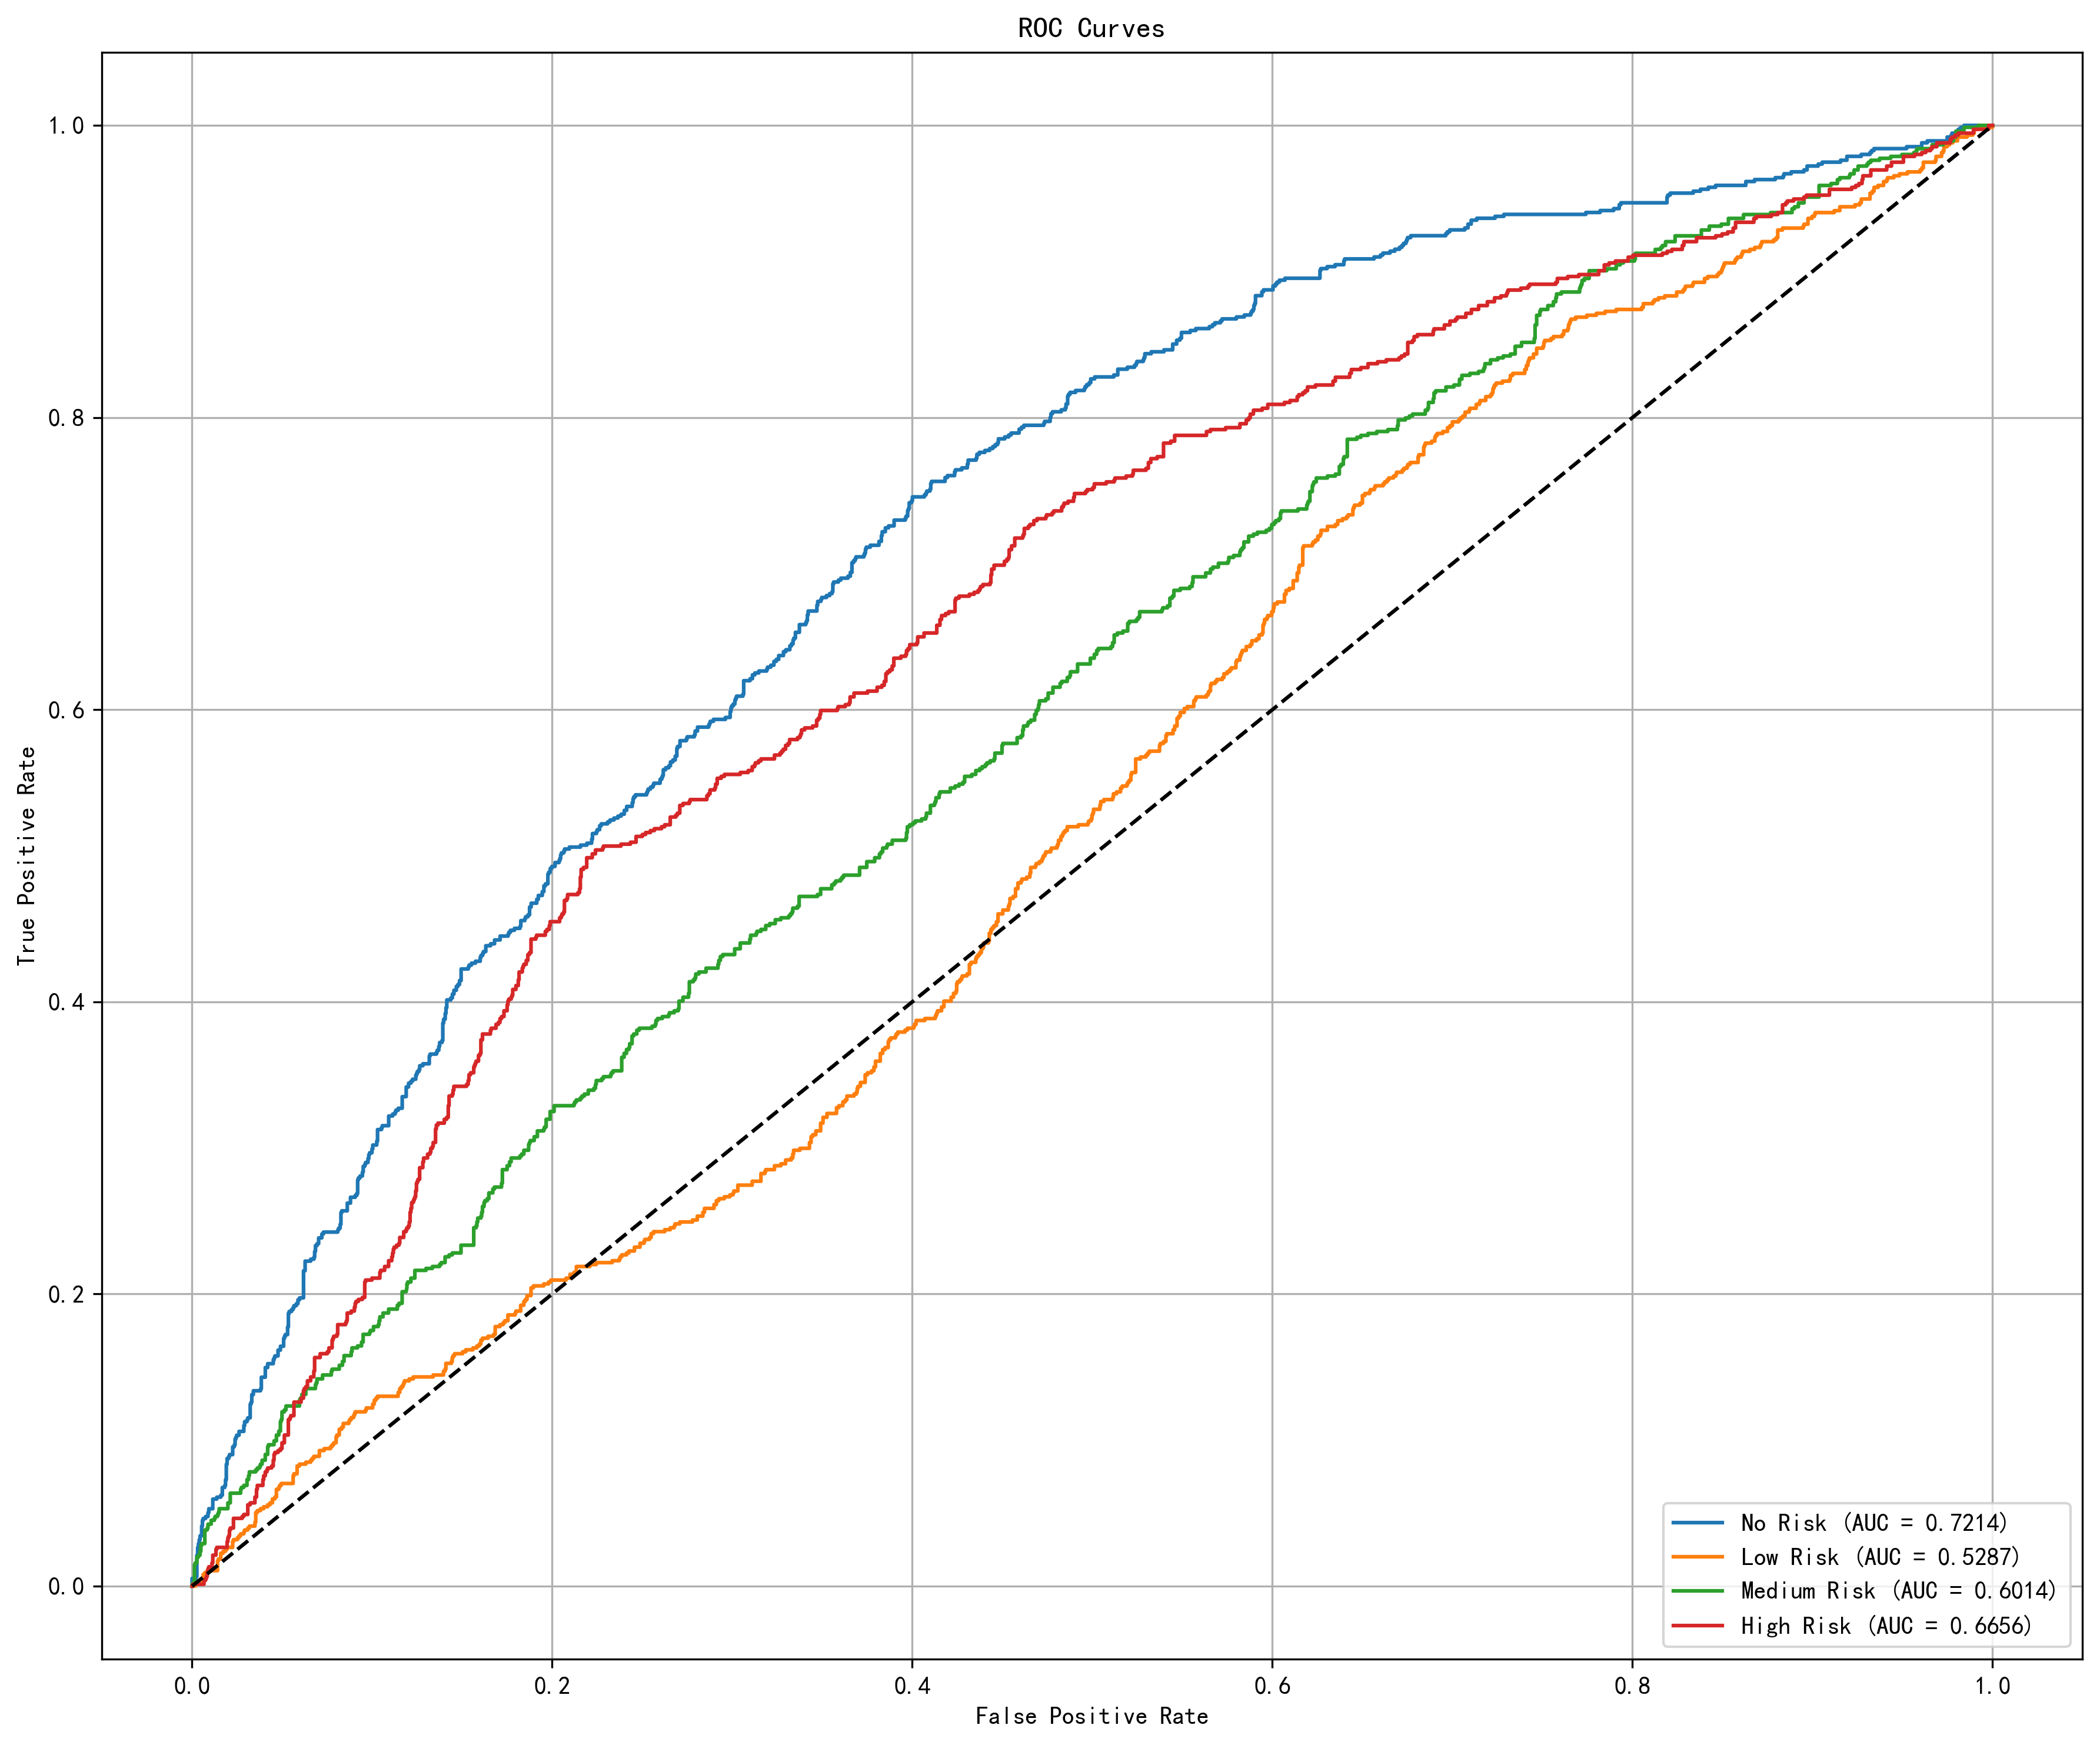 ROC Curves
True Positive Rate
1.0
0.8
0.6
0.4
0.2
0.0
0.0 0.2 0.4 0.6 0.8 1.0
False Positive Rate
No Risk (AUC = 0.7214)
Low Risk (AUC = 0.5287)
Medium Risk (AUC = 0.6014)
High Risk (AUC = 0.6656)